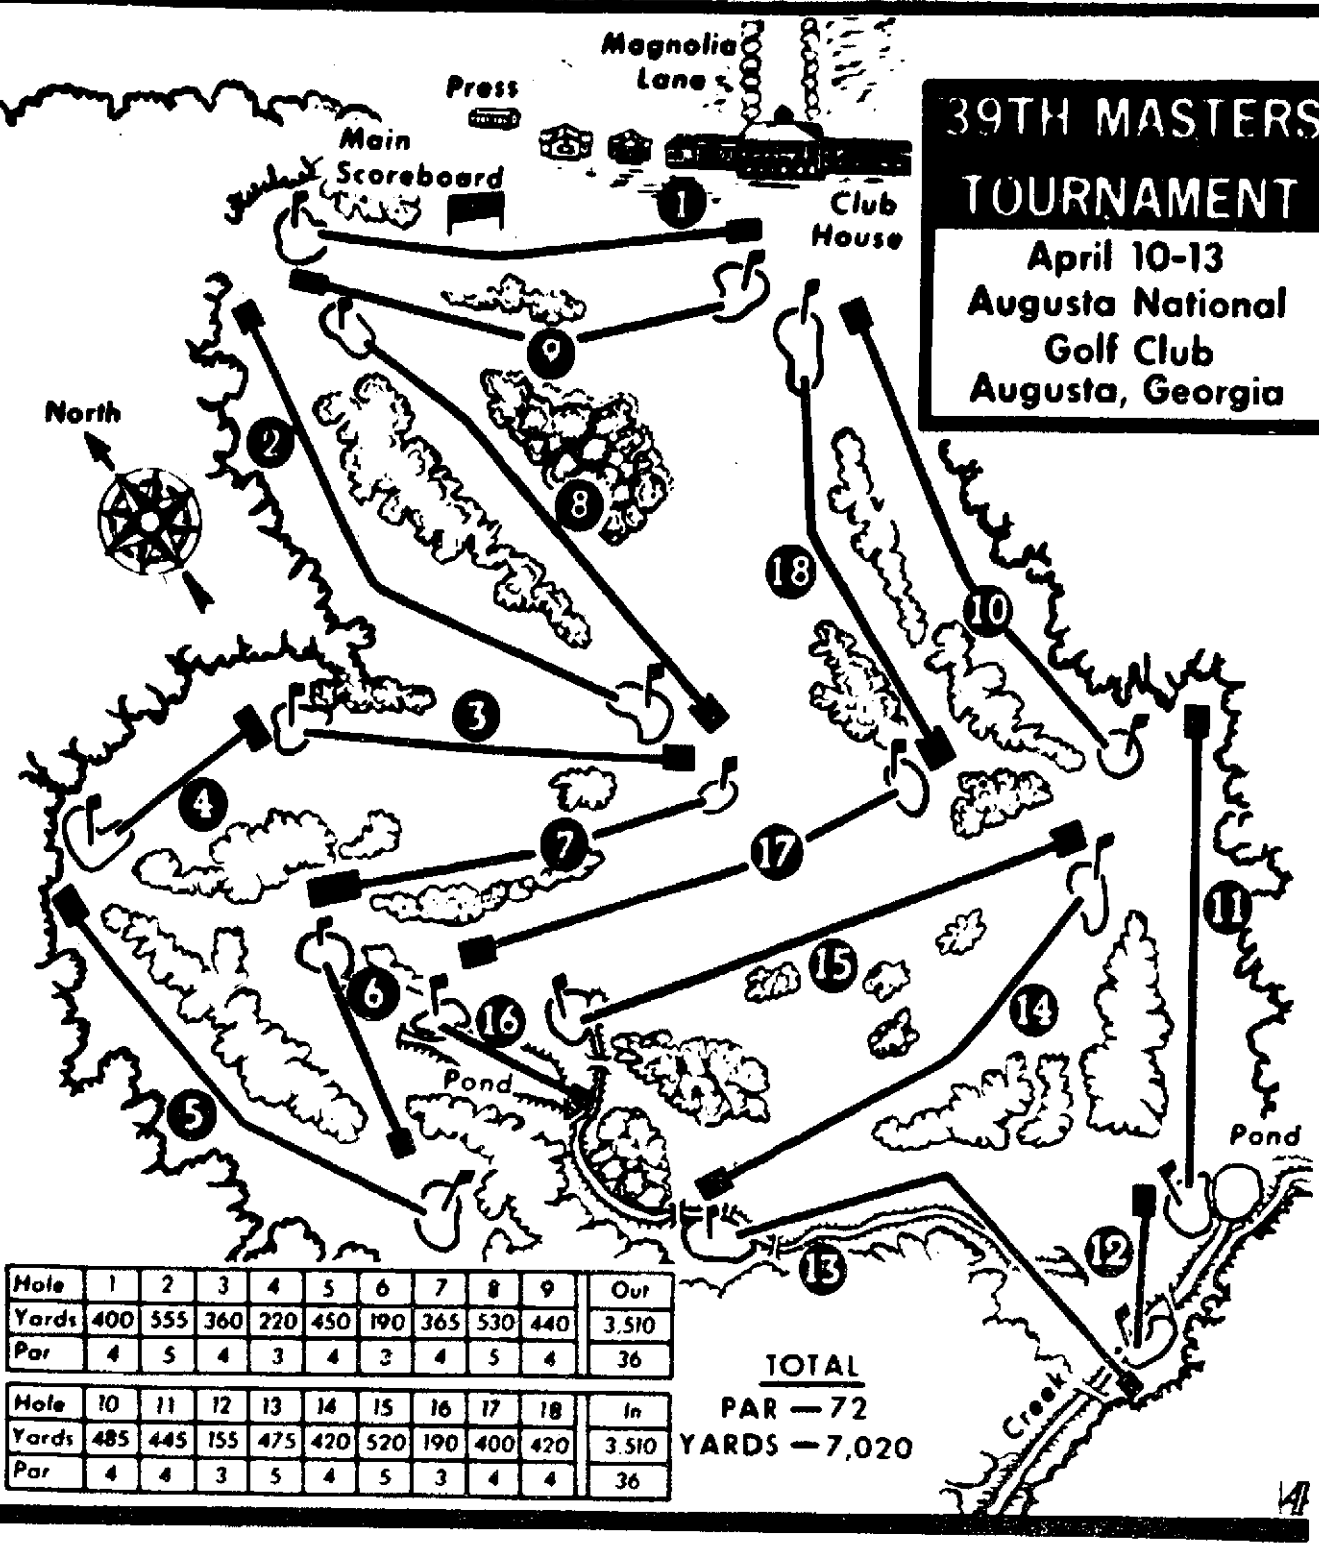 Magnolia
Lane
Press
Main
Scoreboard
Club
House
39TH MASTERS
TOURNAMENT
April 10-13
Augusta National
Golf Club
Augusta, Georgia
North
1
9
2
8
18
10
3
4
7
17
11
15
6
16
14
Pond
5
Pond
12
13
Creek
Hole 1 2 3 4 5 6 7 8 9 Out
Yards 400 555 360 220 450 190 365 530 440 3,510
Par 4 5 4 3 4 3 4 5 4 36
Hole 10 11 12 13 14 15 16 17 18 In
Yards 485 445 155 475 420 520 190 400 420 3,510
Par 4 4 3 5 4 5 3 4 4 36
TOTAL
PAR — 72
YARDS — 7,020